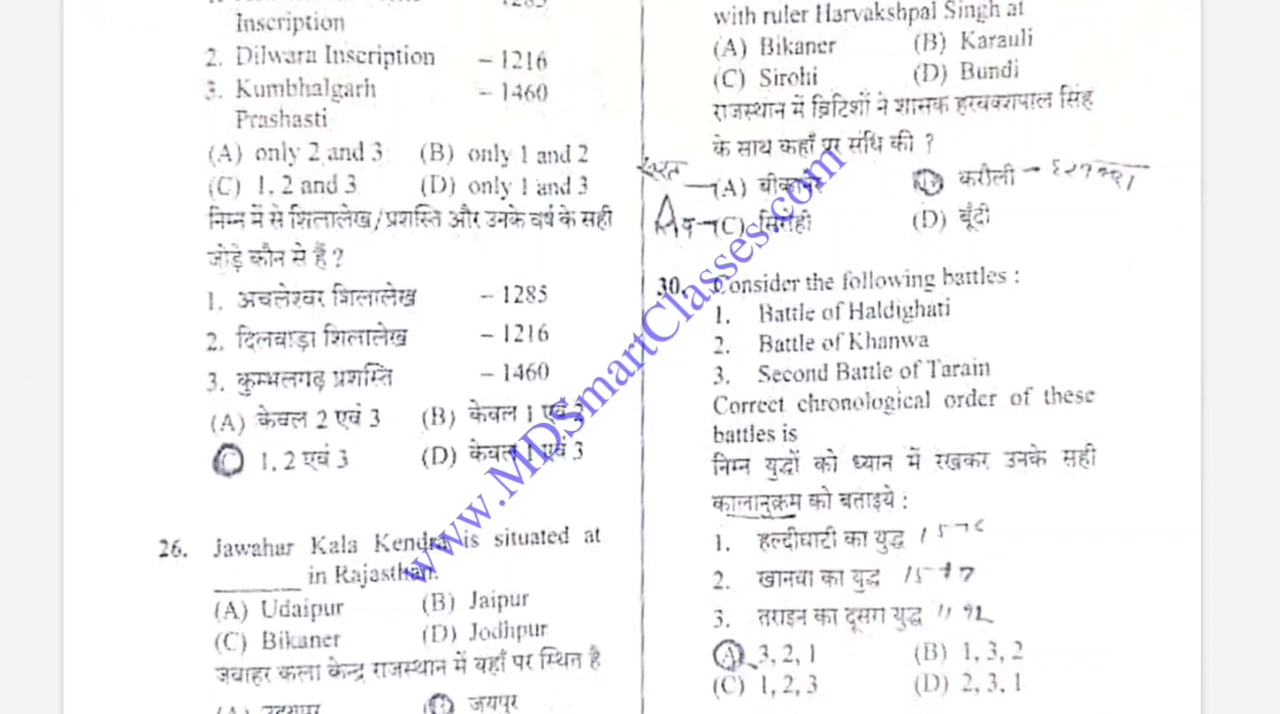 Inscription
2. Dilwara Inscription – 1216
3. Kumbhalgarh – 1460
Prashasti
(A) only 2 and 3 (B) only 1 and 2
(C) 1, 2 and 3 (D) only 1 and 3
निम्न में से शिलालेख/प्रशस्ति और उनके वर्ष के सही
जोड़े कौन से हैं ?
1. अचलेश्वर शिलालेख – 1285
2. दिलवाड़ा शिलालेख – 1216
3. कुम्भलगढ़ प्रशस्ति – 1460
(A) केवल 2 एवं 3 (B) केवल 1 एवं 2
(C) 1, 2 एवं 3 (D) केवल 1 एवं 3
26. Jawahar Kala Kendra is situated at
______ in Rajasthan.
(A) Udaipur (B) Jaipur
(C) Bikaner (D) Jodhpur
जवाहर कला केन्द्र राजस्थान में यहाँ पर स्थित है
(A) उदयपुर जयपुर
with ruler Harvakshpal Singh at
(A) Bikaner (B) Karauli
(C) Sirohi (D) Bundi
राजस्थान में ब्रिटिशों ने शासक हरवक्शपाल सिंह
के साथ कहाँ पर संधि की ?
(A) बीकानेर करौली
(C) सिरोही (D) बूँदी
30. Consider the following battles :
1. Battle of Haldighati
2. Battle of Khanwa
3. Second Battle of Tarain
Correct chronological order of these
battles is
निम्न युद्धों को ध्यान में रखकर उनके सही
कालानुक्रम को बताइये :
1. हल्दीघाटी का युद्ध
2. खानवा का युद्ध
3. तराइन का दूसरा युद्ध
(A) 3, 2, 1 (B) 1, 3, 2
(C) 1, 2, 3 (D) 2, 3, 1
www.MDSmartClasses.com